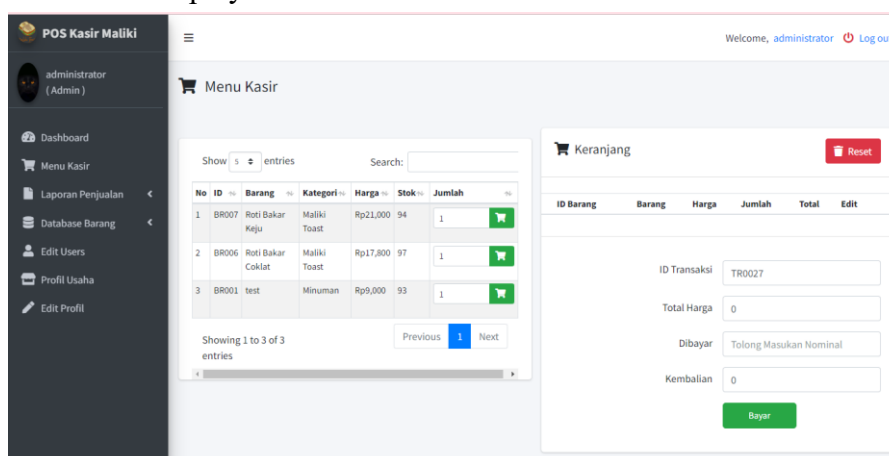 POS Kasir Maliki
Welcome, administrator Log out
administrator
( Admin )
Menu Kasir
Dashboard
Menu Kasir
Laporan Penjualan
Database Barang
Edit Users
Profil Usaha
Edit Profil
Show 5 entries Search:
No ID Barang Kategori Harga Stok Jumlah
1 BR007 Roti Bakar Keju Maliki Toast Rp21,000 94 1
2 BR006 Roti Bakar Coklat Maliki Toast Rp17,800 97 1
3 BR001 test Minuman Rp9,000 93 1
Showing 1 to 3 of 3
entries
Previous 1 Next
Keranjang Reset
ID Barang Barang Harga Jumlah Total Edit
ID Transaksi TR0027
Total Harga 0
Dibayar Tolong Masukan Nominal
Kembalian 0
Bayar